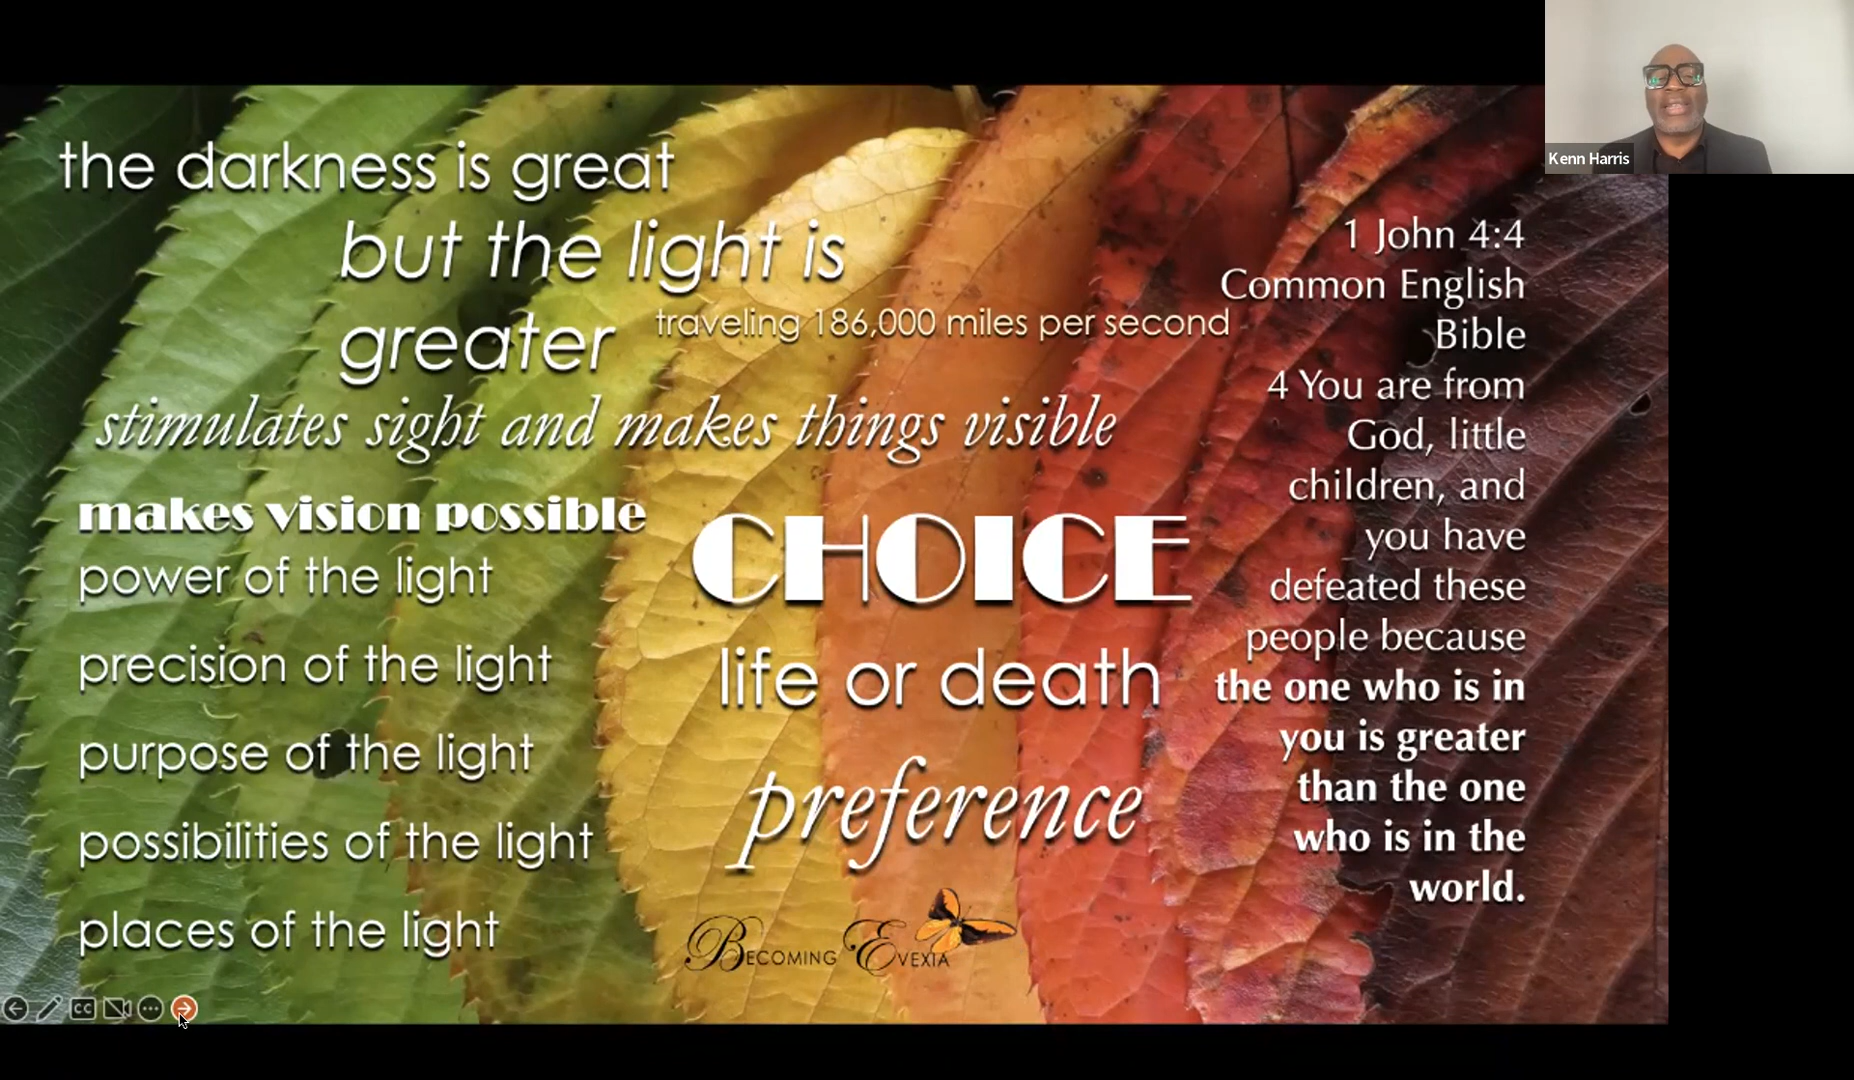 the darkness is great
but the light is
greater traveling 186,000 miles per second
stimulates sight and makes things visible
makes vision possible
power of the light
precision of the light
purpose of the light
possibilities of the light
places of the light
CHOICE
life or death
preference
BECOMING EVEXIA
1 John 4:4
Common English
Bible
4 You are from
God, little
children, and
you have
defeated these
people because
the one who is in
you is greater
than the one
who is in the
world.
Kenn Harris
CC